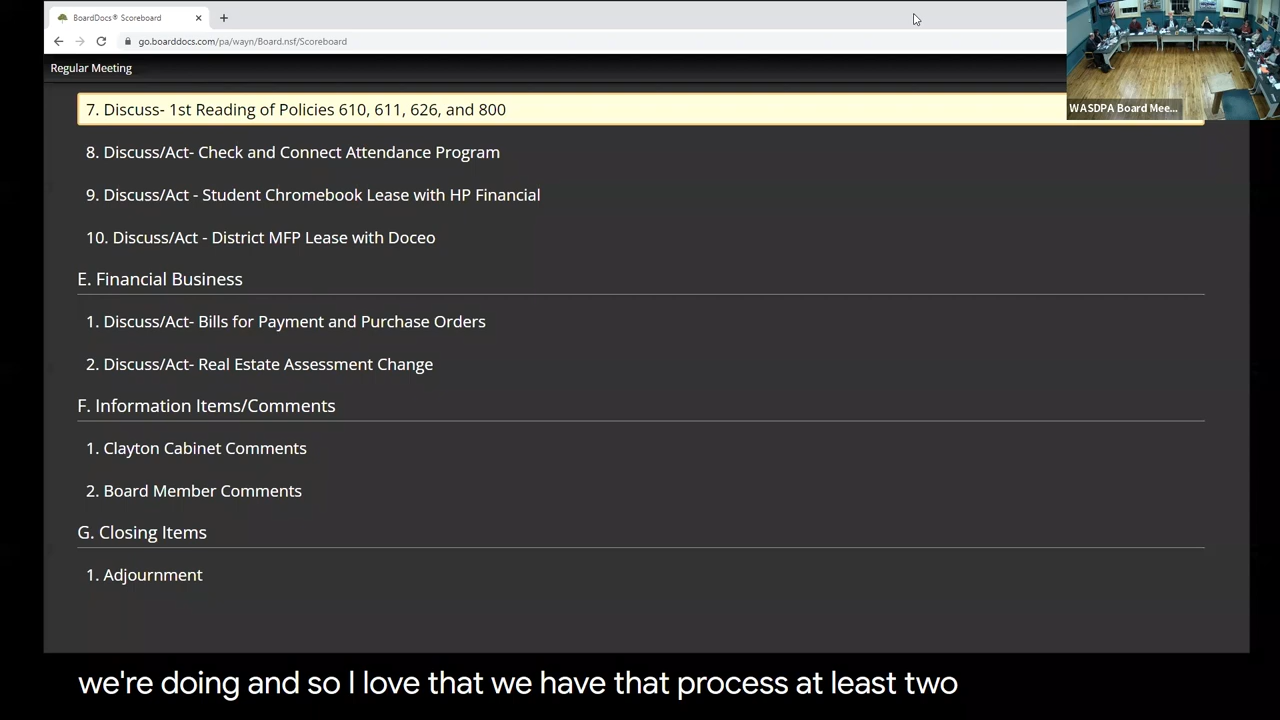 BoardDocs® Scoreboard
go.boarddocs.com/pa/wayn/Board.nsf/Scoreboard
Regular Meeting
WASDPA Board Mee...
7. Discuss- 1st Reading of Policies 610, 611, 626, and 800
8. Discuss/Act- Check and Connect Attendance Program
9. Discuss/Act - Student Chromebook Lease with HP Financial
10. Discuss/Act - District MFP Lease with Doceo
E. Financial Business
1. Discuss/Act- Bills for Payment and Purchase Orders
2. Discuss/Act- Real Estate Assessment Change
F. Information Items/Comments
1. Clayton Cabinet Comments
2. Board Member Comments
G. Closing Items
1. Adjournment
we're doing and so I love that we have that process at least two